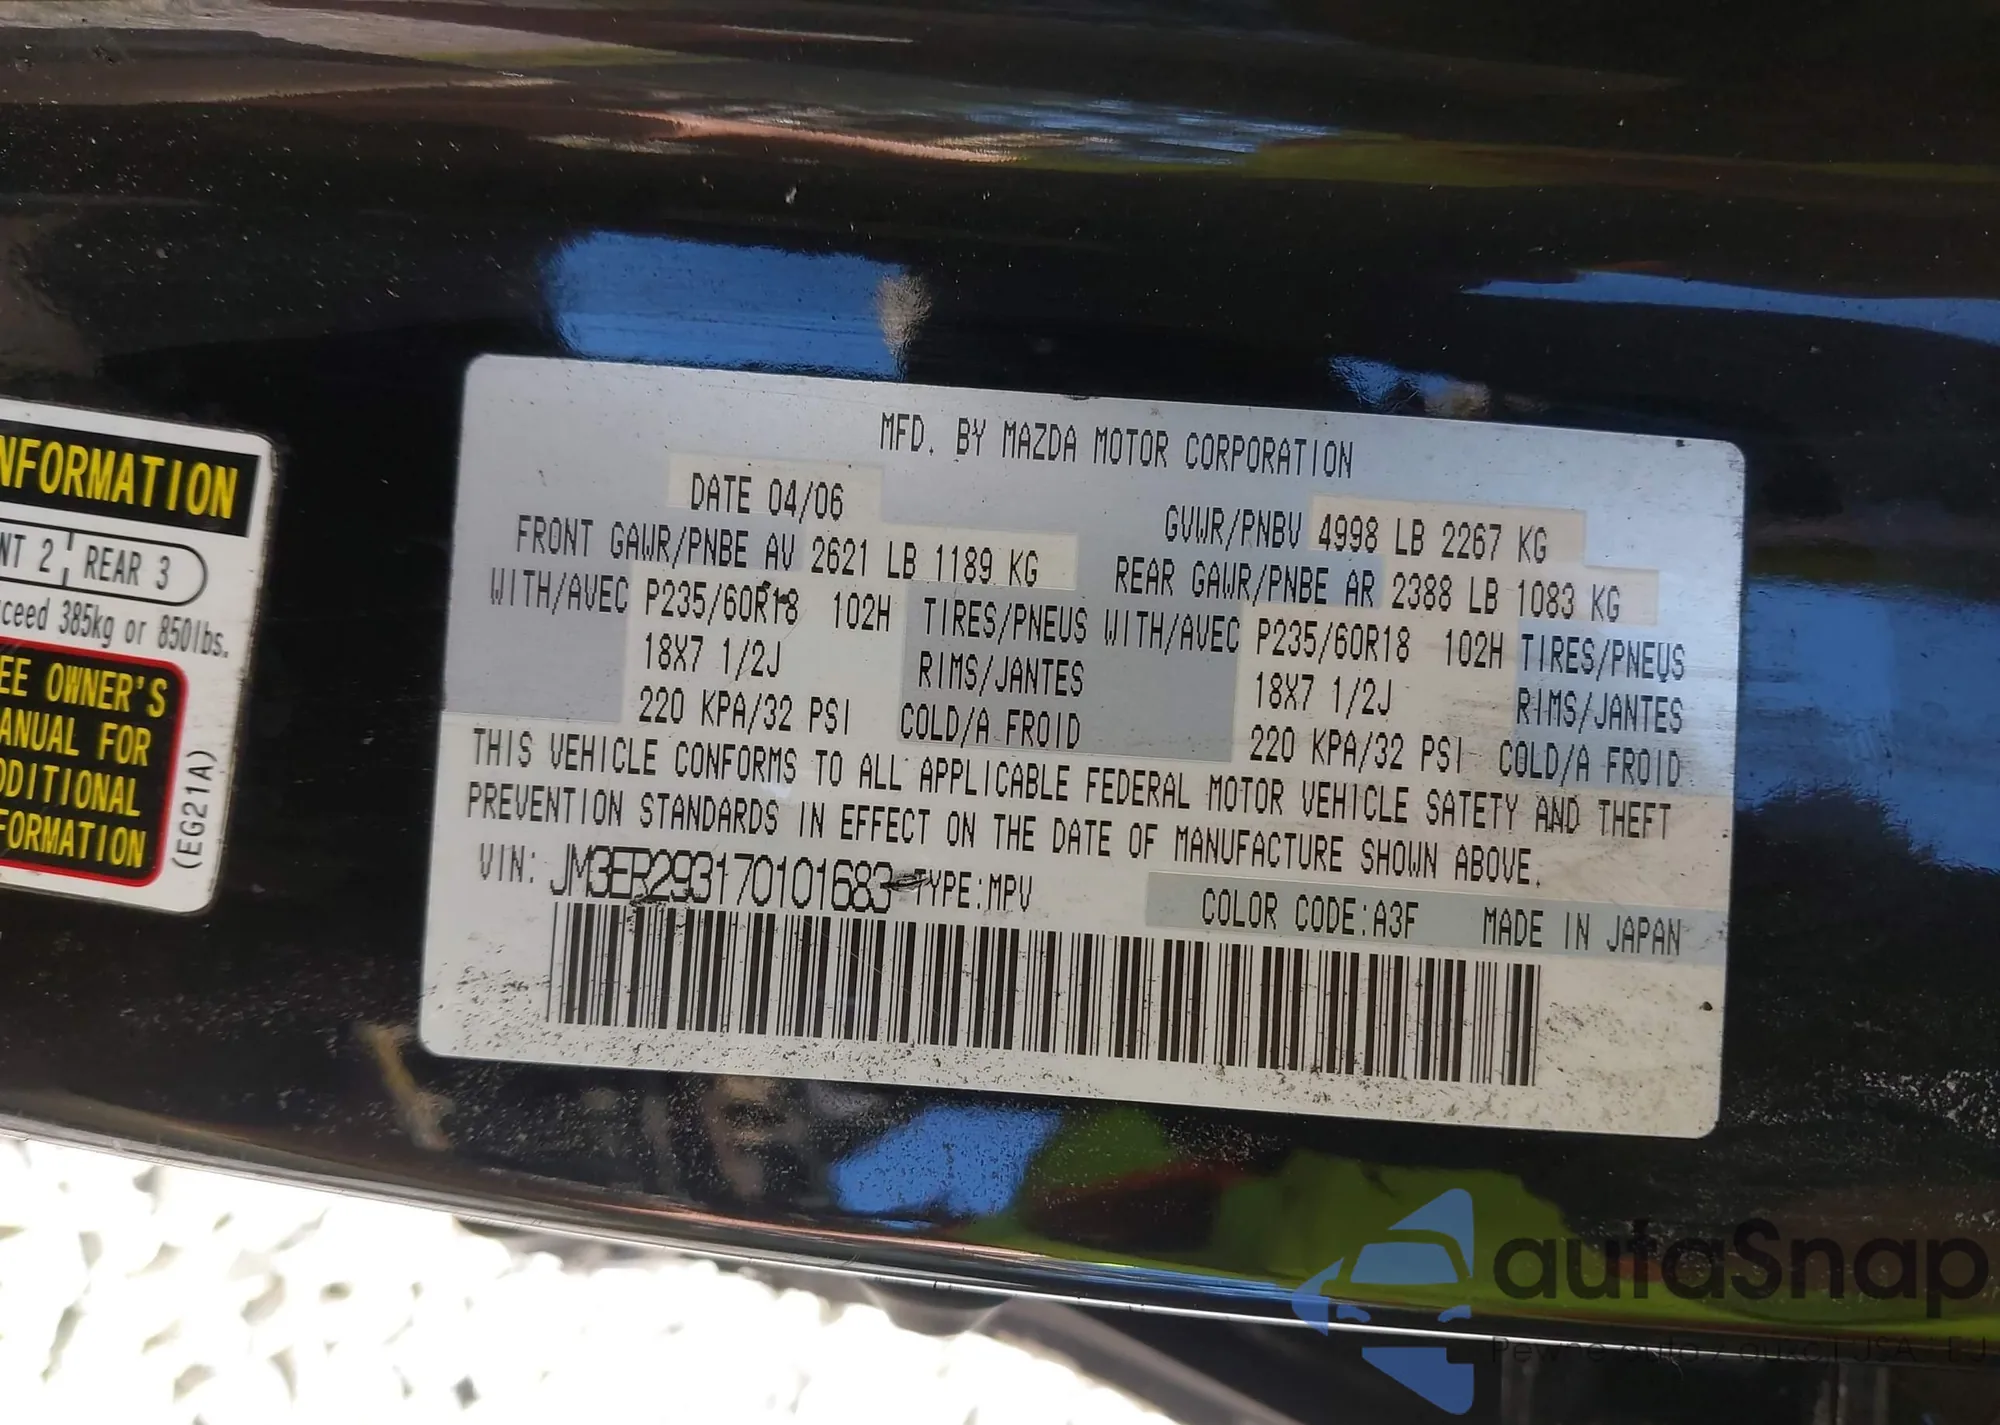 NFORMATION
NT 2 REAR 3
ceed 385kg or 850lbs.
EE OWNER'S
ANUAL FOR
DDITIONAL
FORMATION
(EG21A)
MFD. BY MAZDA MOTOR CORPORATION
DATE 04/06 GVWR/PNBV 4998 LB 2267 KG
FRONT GAWR/PNBE AV 2621 LB 1189 KG REAR GAWR/PNBE AR 2388 LB 1083 KG
WITH/AVEC P235/60R18 102H TIRES/PNEUS WITH/AVEC P235/60R18 102H TIRES/PNEUS
18X7 1/2J RIMS/JANTES 18X7 1/2J RIMS/JANTES
220 KPA/32 PSI COLD/A FROID 220 KPA/32 PSI COLD/A FROID
THIS VEHICLE CONFORMS TO ALL APPLICABLE FEDERAL MOTOR VEHICLE SATETY AND THEFT
PREVENTION STANDARDS IN EFFECT ON THE DATE OF MANUFACTURE SHOWN ABOVE.
VIN: JM3ER293170101683 TYPE:MPV COLOR CODE:A3F MADE IN JAPAN
autaSnap